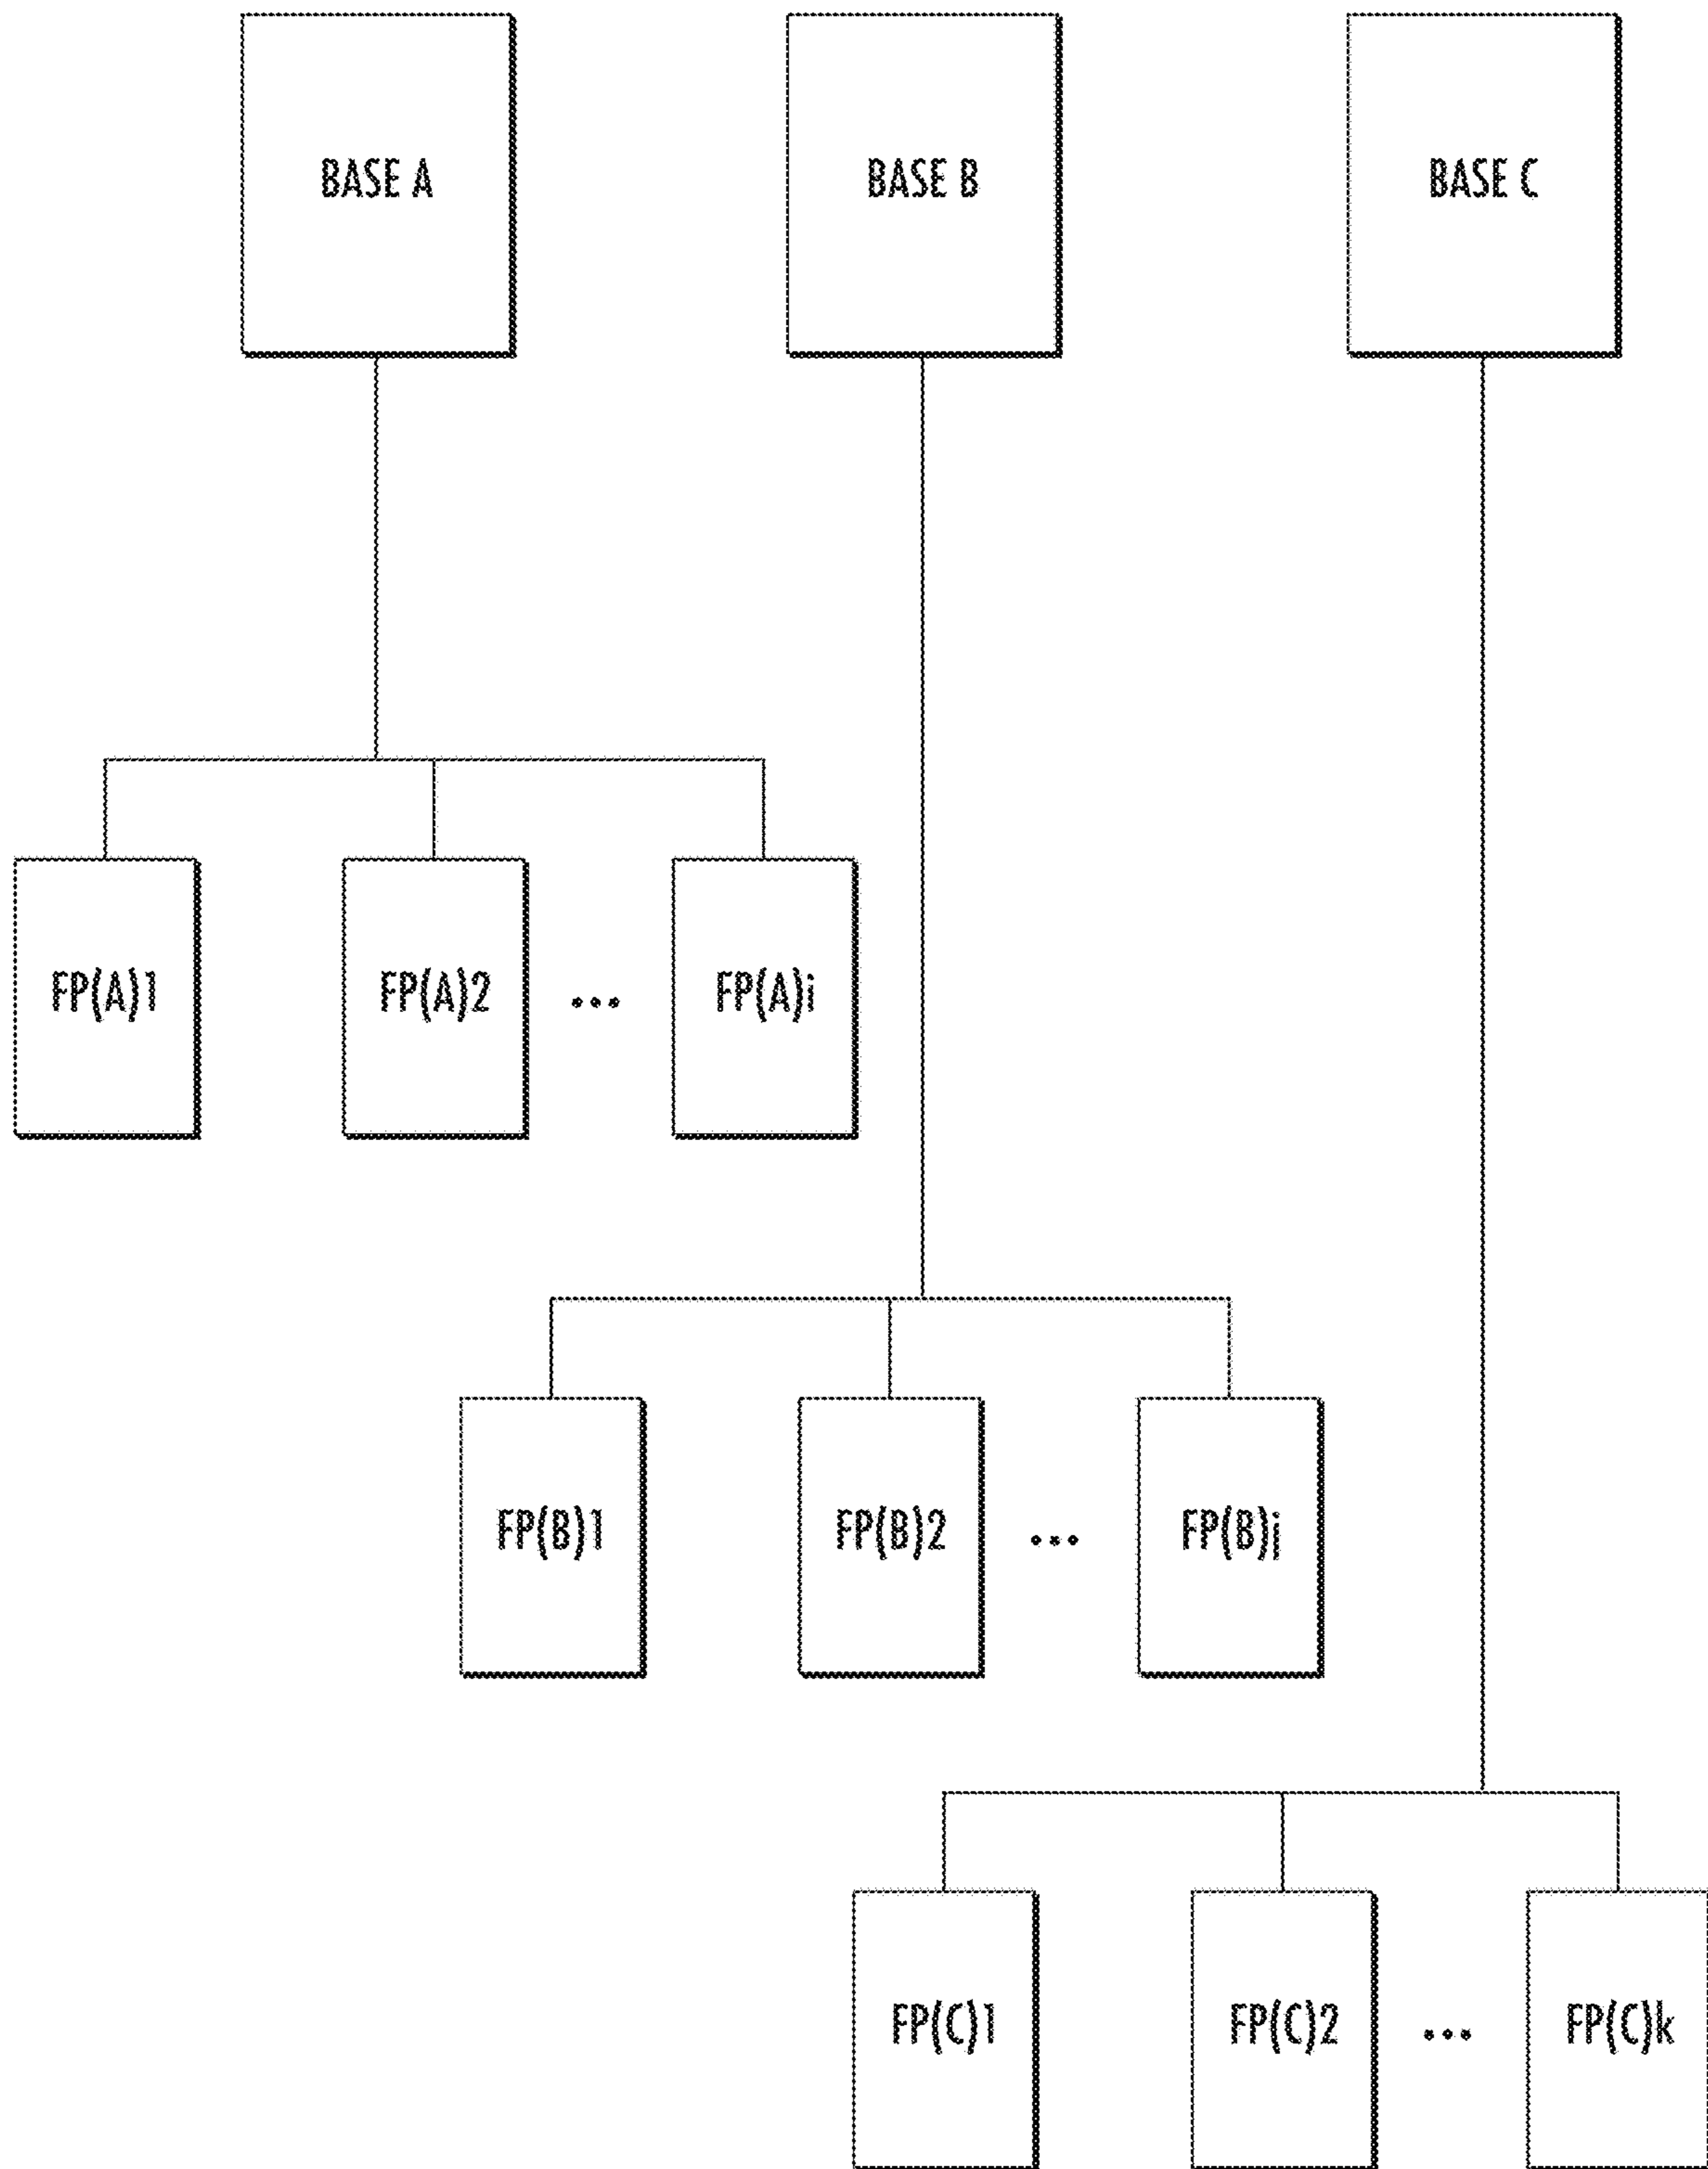 BASE A
BASE B
BASE C
FP(A)1
FP(A)2
...
FP(A)i
FP(B)1
FP(B)2
...
FP(B)j
FP(C)1
FP(C)2
...
FP(C)k